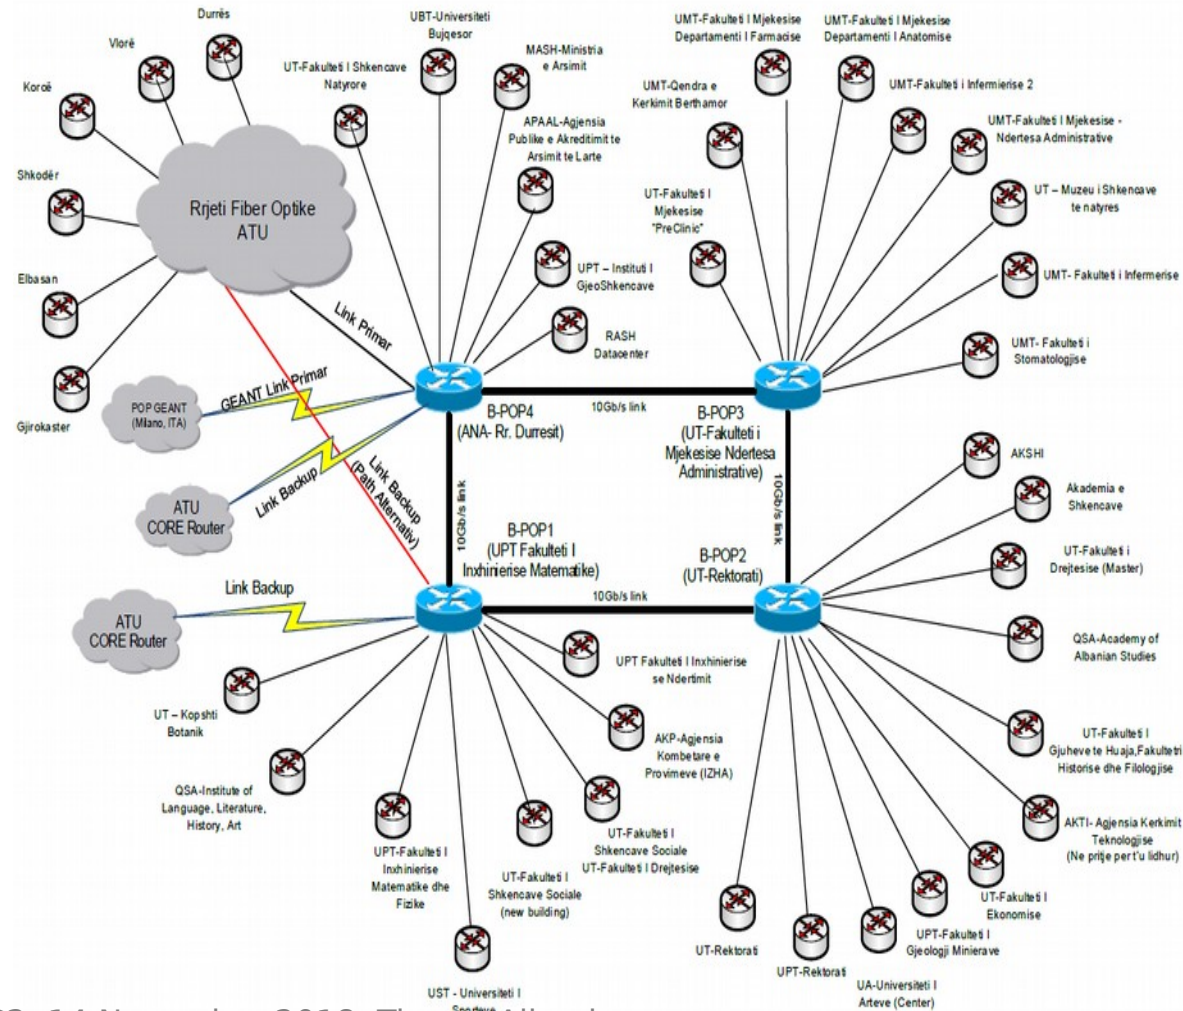 Durrës
Vlorë
Korcë
Shkodër
Elbasan
Gjirokaster
Rrjeti Fiber Optike
ATU
UT-Fakulteti I Shkencave
Natyrore
UBT-Universiteti
Bujqesor
MASH-Ministria
e Arsimit
APAAL-Agjensia
Publike e Akreditimit te
Arsimit te Larte
UPT – Instituti I
GjeoShkencave
RASH
Datacenter
UMT-Fakulteti I Mjekesise
Departamenti I Farmacise
UMT-Fakulteti I Mjekesise
Departamenti I Anatomise
UMT-Qendra e
Kerkimit Berthamor
UMT-Fakulteti i Infermierise 2
UMT-Fakulteti I Mjekesise -
Ndertesa Administrative
UT-Fakulteti I
Mjekesise
"PreClinic"
UT – Muzeu i Shkencave
te natyres
UMT- Fakulteti i Infermierise
UMT- Fakulteti i
Stomatologjise
Link Primar
GEANT Link Primar
POP GEANT
(Milano, ITA)
Link Backup
ATU
CORE Router
Link Backup
(Path Alternativ)
B-POP4
(ANA- Rr. Durresit)
10Gb/s link
B-POP3
(UT-Fakulteti i
Mjekesise Ndertesa
Administrative)
10Gb/s link
10Gb/s link
B-POP1
(UPT Fakulteti I
Inxhinierise Matematike)
B-POP2
(UT-Rektorati)
10Gb/s link
Link Backup
ATU
CORE Router
AKSHI
Akademia e
Shkencave
UT-Fakulteti i
Drejtesise (Master)
QSA-Academy of
Albanian Studies
UT-Fakulteti I
Gjuheve te Huaja,Fakultetri
Historise dhe Filologjise
AKTI- Agjensia Kerkimit
Teknologjise
(Ne pritje per t'u lidhur)
UT-Fakulteti I
Ekonomise
UPT-Fakulteti I
Gjeologji Minierave
UA-Universiteti I
Arteve (Center)
UPT-Rektorati
UT-Rektorati
UPT Fakulteti I Inxhinierise
se Ndertimit
AKP-Agjensia
Kombetare e
Provimeve (IZHA)
UT-Fakulteti I
Shkencave Sociale
UT-Fakulteti I Drejtesise
UT-Fakulteti I
Shkencave Sociale
(new building)
UST - Universiteti I
UPT-Fakulteti I
Inxhinierise
Matematike dhe
Fizike
QSA-Institute of
Language, Literature,
History, Art
UT – Kopshti
Botanik